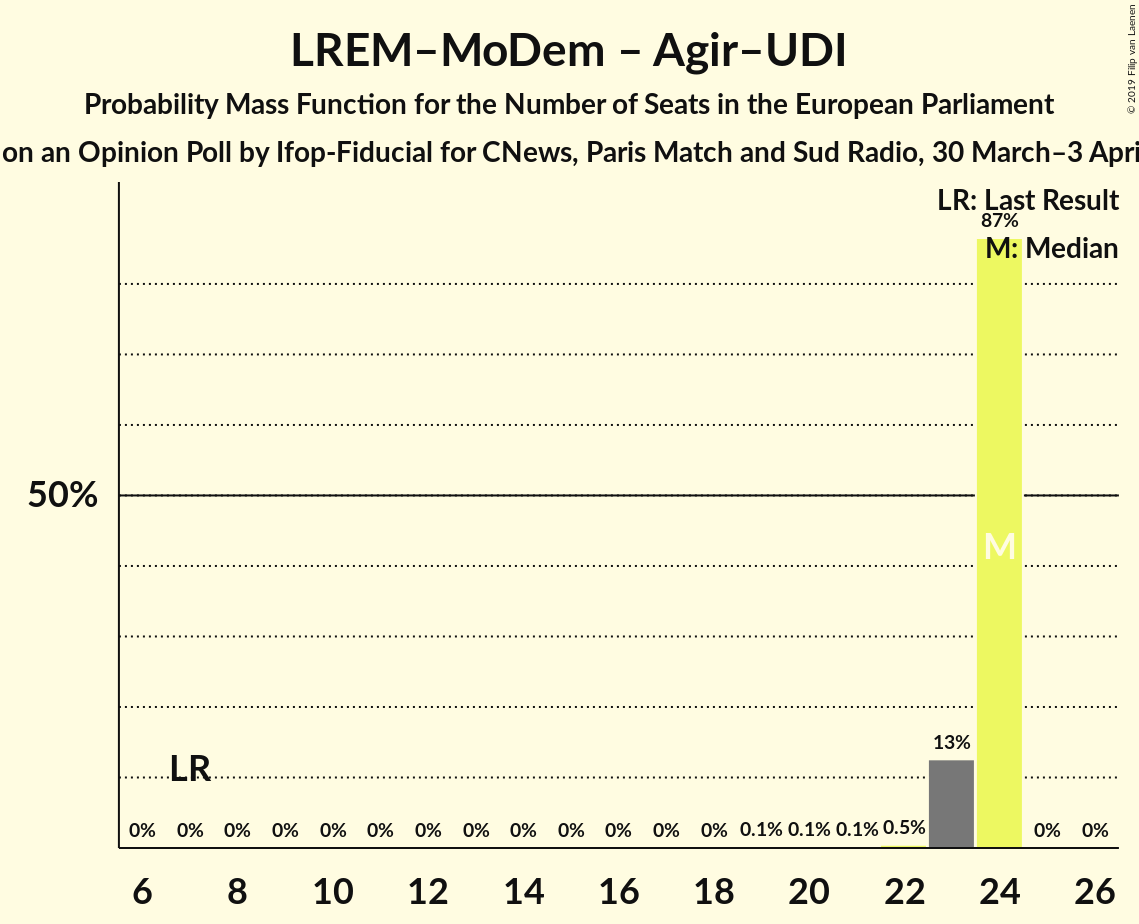 LREM–MoDem – Agir–UDI
Probability Mass Function for the Number of Seats in the European Parliament
on an Opinion Poll by Ifop-Fiducial for CNews, Paris Match and Sud Radio, 30 March–3 Apri
© 2019 Filip van Laenen
LR: Last Result
87%
M: Median
50%
M
LR
13%
0% 0% 0% 0% 0% 0% 0% 0% 0% 0% 0% 0% 0% 0.1% 0.1% 0.1% 0.5% 0% 0%
6 8 10 12 14 16 18 20 22 24 26